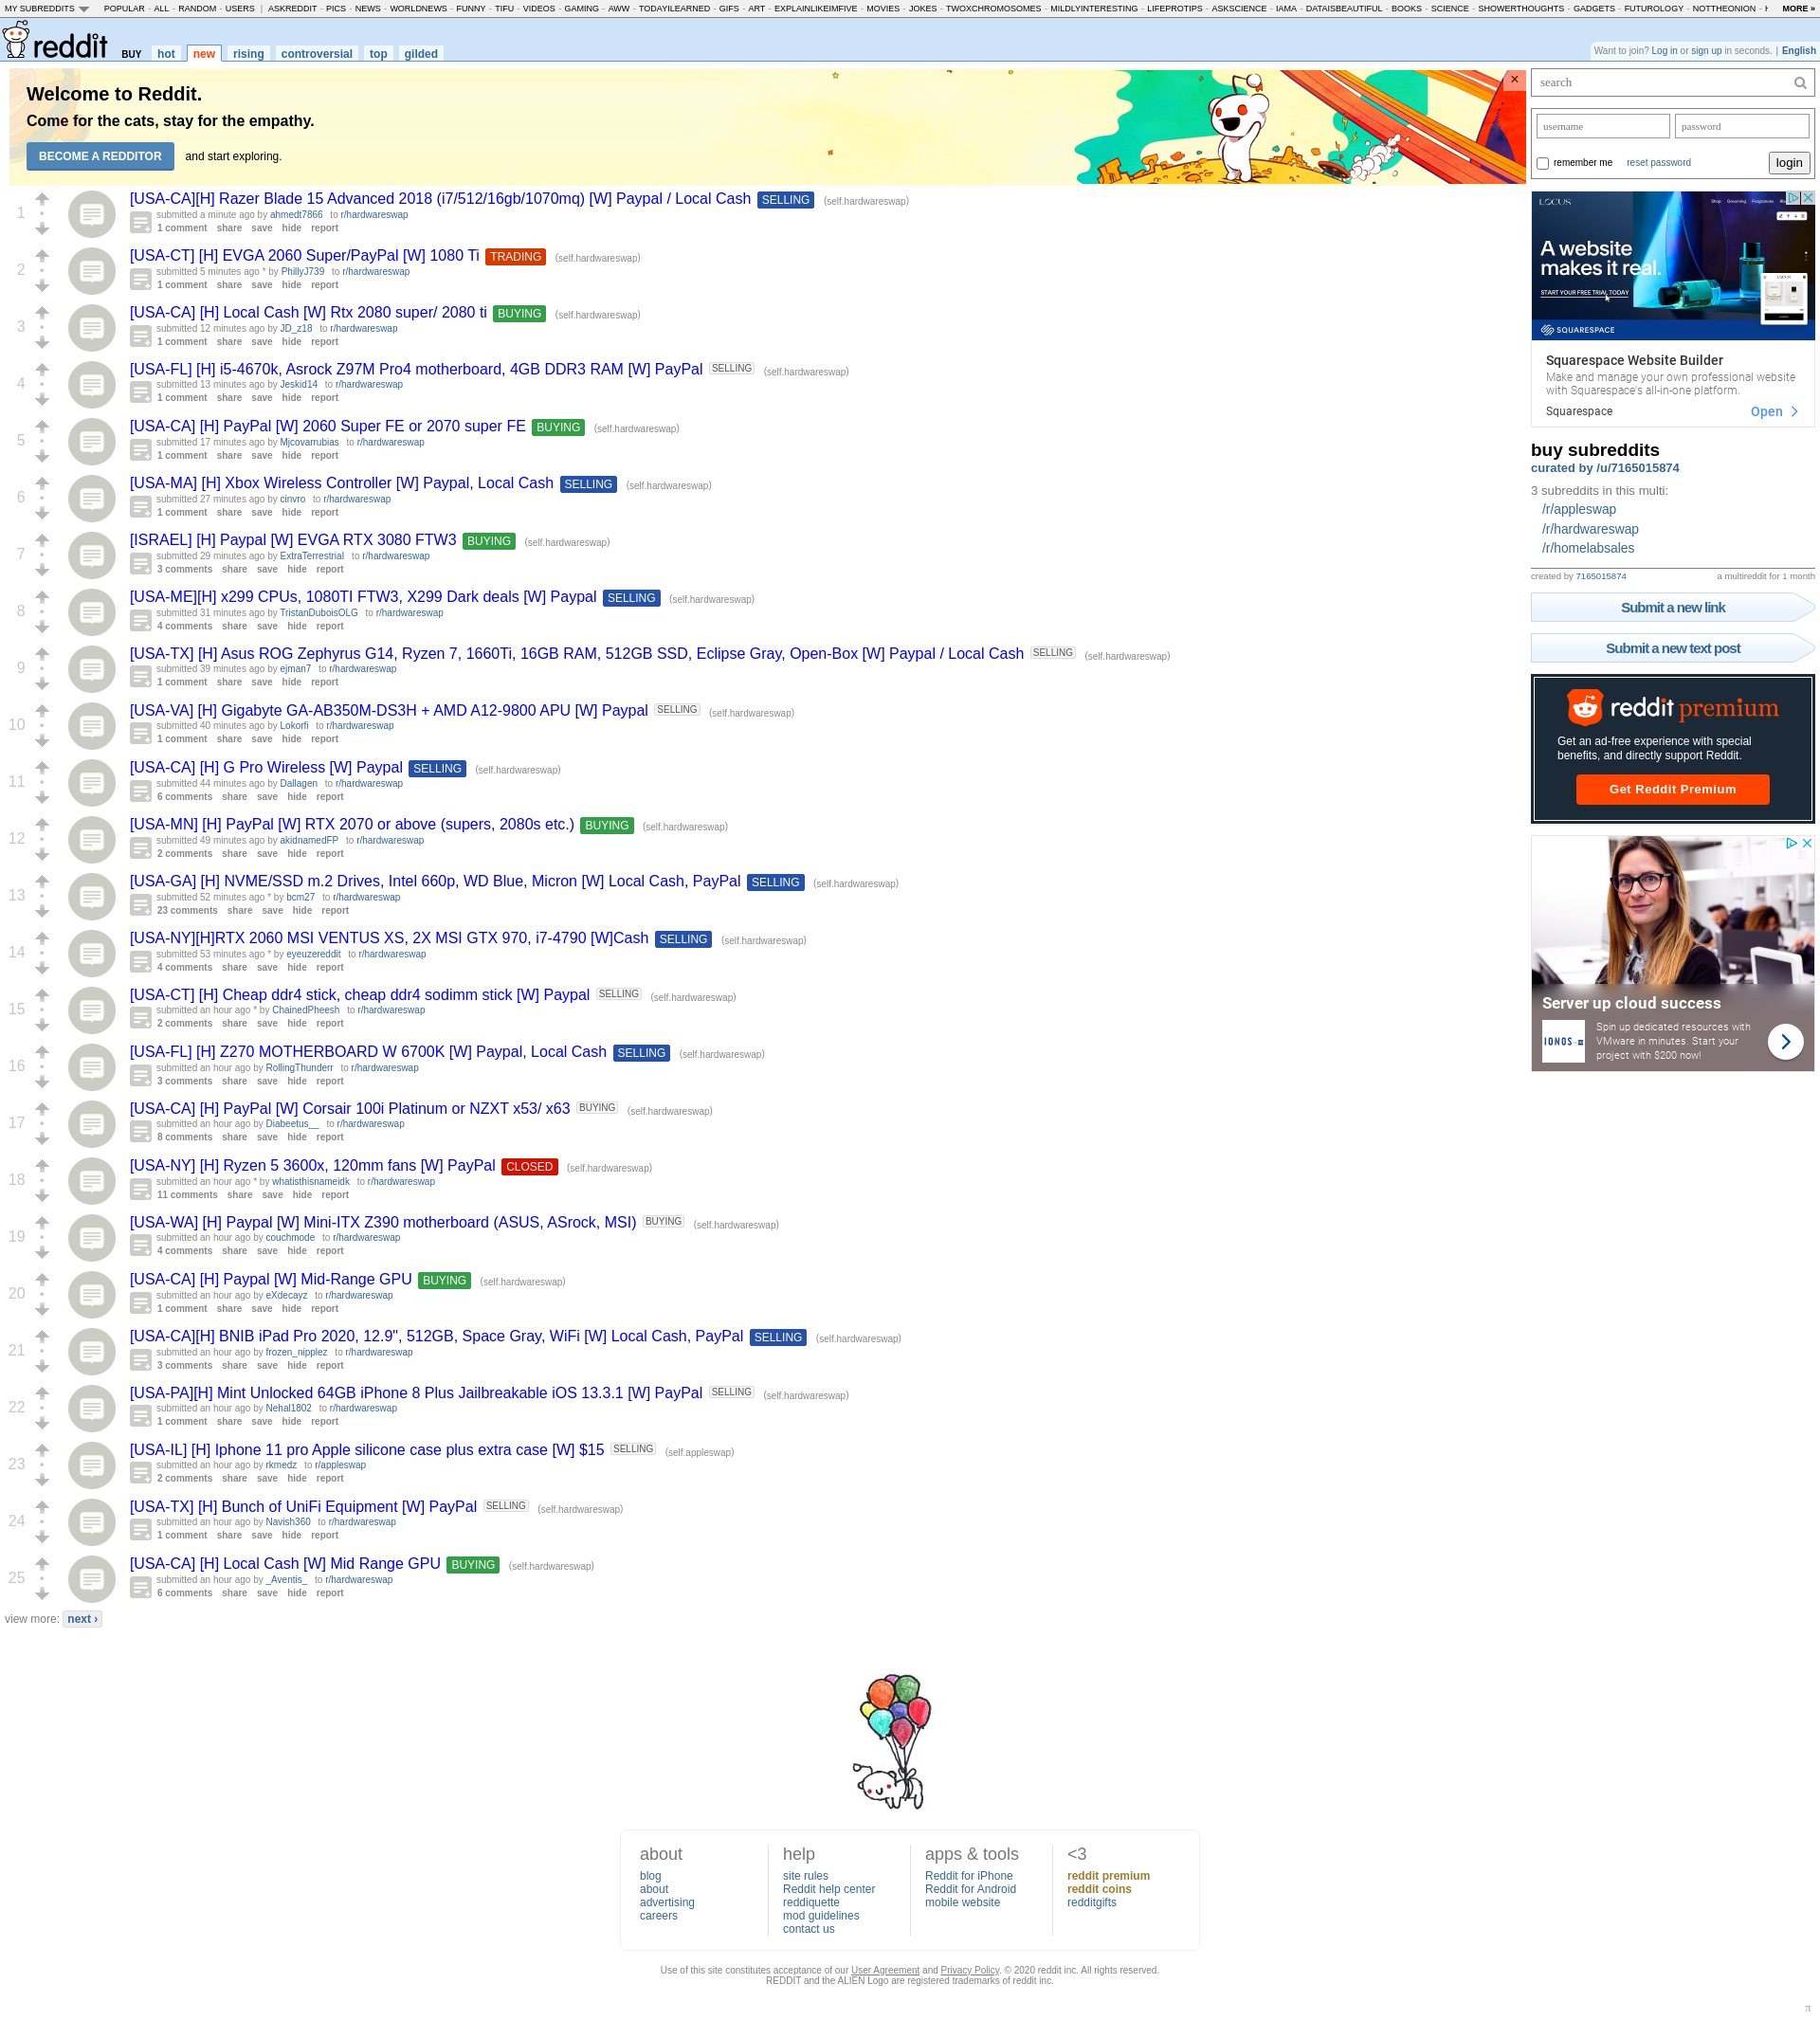 MY SUBREDDITS POPULAR - ALL - RANDOM - USERS | ASKREDDIT - PICS - NEWS - WORLDNEWS - FUNNY - TIFU - VIDEOS - GAMING - AWW - TODAYILEARNED - GIFS - ART - EXPLAINLIKEIMFIVE - MOVIES - JOKES - TWOXCHROMOSOMES - MILDLYINTERESTING - LIFEPROTIPS - ASKSCIENCE - IAMA - DATAISBEAUTIFUL - BOOKS - SCIENCE - SHOWERTHOUGHTS - GADGETS - FUTUROLOGY - NOTTHEONION - MORE »
reddit BUY hot new rising controversial top gilded
Want to join? Log in or sign up in seconds. | English
Welcome to Reddit.
Come for the cats, stay for the empathy.
BECOME A REDDITOR and start exploring.
×
1
[USA-CA][H] Razer Blade 15 Advanced 2018 (i7/512/16gb/1070mq) [W] Paypal / Local Cash SELLING (self.hardwareswap)
submitted a minute ago by ahmedt7866 to r/hardwareswap
1 comment share save hide report
2
[USA-CT] [H] EVGA 2060 Super/PayPal [W] 1080 Ti TRADING (self.hardwareswap)
submitted 5 minutes ago * by PhillyJ739 to r/hardwareswap
1 comment share save hide report
3
[USA-CA] [H] Local Cash [W] Rtx 2080 super/ 2080 ti BUYING (self.hardwareswap)
submitted 12 minutes ago by JD_z18 to r/hardwareswap
1 comment share save hide report
4
[USA-FL] [H] i5-4670k, Asrock Z97M Pro4 motherboard, 4GB DDR3 RAM [W] PayPal SELLING (self.hardwareswap)
submitted 13 minutes ago by Jeskid14 to r/hardwareswap
1 comment share save hide report
5
[USA-CA] [H] PayPal [W] 2060 Super FE or 2070 super FE BUYING (self.hardwareswap)
submitted 17 minutes ago by Mjcovarrubias to r/hardwareswap
1 comment share save hide report
6
[USA-MA] [H] Xbox Wireless Controller [W] Paypal, Local Cash SELLING (self.hardwareswap)
submitted 27 minutes ago by cinvro to r/hardwareswap
1 comment share save hide report
7
[ISRAEL] [H] Paypal [W] EVGA RTX 3080 FTW3 BUYING (self.hardwareswap)
submitted 29 minutes ago by ExtraTerrestrial to r/hardwareswap
3 comments share save hide report
8
[USA-ME][H] x299 CPUs, 1080TI FTW3, X299 Dark deals [W] Paypal SELLING (self.hardwareswap)
submitted 31 minutes ago by TristanDuboisOLG to r/hardwareswap
4 comments share save hide report
9
[USA-TX] [H] Asus ROG Zephyrus G14, Ryzen 7, 1660Ti, 16GB RAM, 512GB SSD, Eclipse Gray, Open-Box [W] Paypal / Local Cash SELLING (self.hardwareswap)
submitted 39 minutes ago by ejman7 to r/hardwareswap
1 comment share save hide report
10
[USA-VA] [H] Gigabyte GA-AB350M-DS3H + AMD A12-9800 APU [W] Paypal SELLING (self.hardwareswap)
submitted 40 minutes ago by Lokorfi to r/hardwareswap
1 comment share save hide report
11
[USA-CA] [H] G Pro Wireless [W] Paypal SELLING (self.hardwareswap)
submitted 44 minutes ago by Dallagen to r/hardwareswap
6 comments share save hide report
12
[USA-MN] [H] PayPal [W] RTX 2070 or above (supers, 2080s etc.) BUYING (self.hardwareswap)
submitted 49 minutes ago by akidnamedFP to r/hardwareswap
2 comments share save hide report
13
[USA-GA] [H] NVME/SSD m.2 Drives, Intel 660p, WD Blue, Micron [W] Local Cash, PayPal SELLING (self.hardwareswap)
submitted 52 minutes ago * by bcm27 to r/hardwareswap
23 comments share save hide report
14
[USA-NY][H]RTX 2060 MSI VENTUS XS, 2X MSI GTX 970, i7-4790 [W]Cash SELLING (self.hardwareswap)
submitted 53 minutes ago * by eyeuzereddit to r/hardwareswap
4 comments share save hide report
15
[USA-CT] [H] Cheap ddr4 stick, cheap ddr4 sodimm stick [W] Paypal SELLING (self.hardwareswap)
submitted an hour ago * by ChainedPheesh to r/hardwareswap
2 comments share save hide report
16
[USA-FL] [H] Z270 MOTHERBOARD W 6700K [W] Paypal, Local Cash SELLING (self.hardwareswap)
submitted an hour ago by RollingThunderr to r/hardwareswap
3 comments share save hide report
17
[USA-CA] [H] PayPal [W] Corsair 100i Platinum or NZXT x53/ x63 BUYING (self.hardwareswap)
submitted an hour ago by Diabeetus__ to r/hardwareswap
8 comments share save hide report
18
[USA-NY] [H] Ryzen 5 3600x, 120mm fans [W] PayPal CLOSED (self.hardwareswap)
submitted an hour ago * by whatisthisnameidk to r/hardwareswap
11 comments share save hide report
19
[USA-WA] [H] Paypal [W] Mini-ITX Z390 motherboard (ASUS, ASrock, MSI) BUYING (self.hardwareswap)
submitted an hour ago by couchmode to r/hardwareswap
4 comments share save hide report
20
[USA-CA] [H] Paypal [W] Mid-Range GPU BUYING (self.hardwareswap)
submitted an hour ago by eXdecayz to r/hardwareswap
1 comment share save hide report
21
[USA-CA][H] BNIB iPad Pro 2020, 12.9", 512GB, Space Gray, WiFi [W] Local Cash, PayPal SELLING (self.hardwareswap)
submitted an hour ago by frozen_nipplez to r/hardwareswap
3 comments share save hide report
22
[USA-PA][H] Mint Unlocked 64GB iPhone 8 Plus Jailbreakable iOS 13.3.1 [W] PayPal SELLING (self.hardwareswap)
submitted an hour ago by Nehal1802 to r/hardwareswap
1 comment share save hide report
23
[USA-IL] [H] Iphone 11 pro Apple silicone case plus extra case [W] $15 SELLING (self.appleswap)
submitted an hour ago by rkmedz to r/appleswap
2 comments share save hide report
24
[USA-TX] [H] Bunch of UniFi Equipment [W] PayPal SELLING (self.hardwareswap)
submitted an hour ago by Navish360 to r/hardwareswap
1 comment share save hide report
25
[USA-CA] [H] Local Cash [W] Mid Range GPU BUYING (self.hardwareswap)
submitted an hour ago by _Aventis_ to r/hardwareswap
6 comments share save hide report
view more: next ›
search
username password
remember me reset password login
LOCUS
A website
makes it real.
START YOUR FREE TRIAL TODAY
SQUARESPACE
Squarespace Website Builder
Make and manage your own professional website
with Squarespace's all-in-one platform.
Squarespace Open
buy subreddits
curated by /u/7165015874
3 subreddits in this multi:
/r/appleswap
/r/hardwareswap
/r/homelabsales
created by 7165015874 a multireddit for 1 month
Submit a new link
Submit a new text post
reddit premium
Get an ad-free experience with special
benefits, and directly support Reddit.
Get Reddit Premium
Server up cloud success
IONOS
Spin up dedicated resources with
VMware in minutes. Start your
project with $200 now!
about
blog
about
advertising
careers
help
site rules
Reddit help center
reddiquette
mod guidelines
contact us
apps & tools
Reddit for iPhone
Reddit for Android
mobile website
<3
reddit premium
reddit coins
redditgifts
Use of this site constitutes acceptance of our User Agreement and Privacy Policy. © 2020 reddit inc. All rights reserved.
REDDIT and the ALIEN Logo are registered trademarks of reddit inc.
π